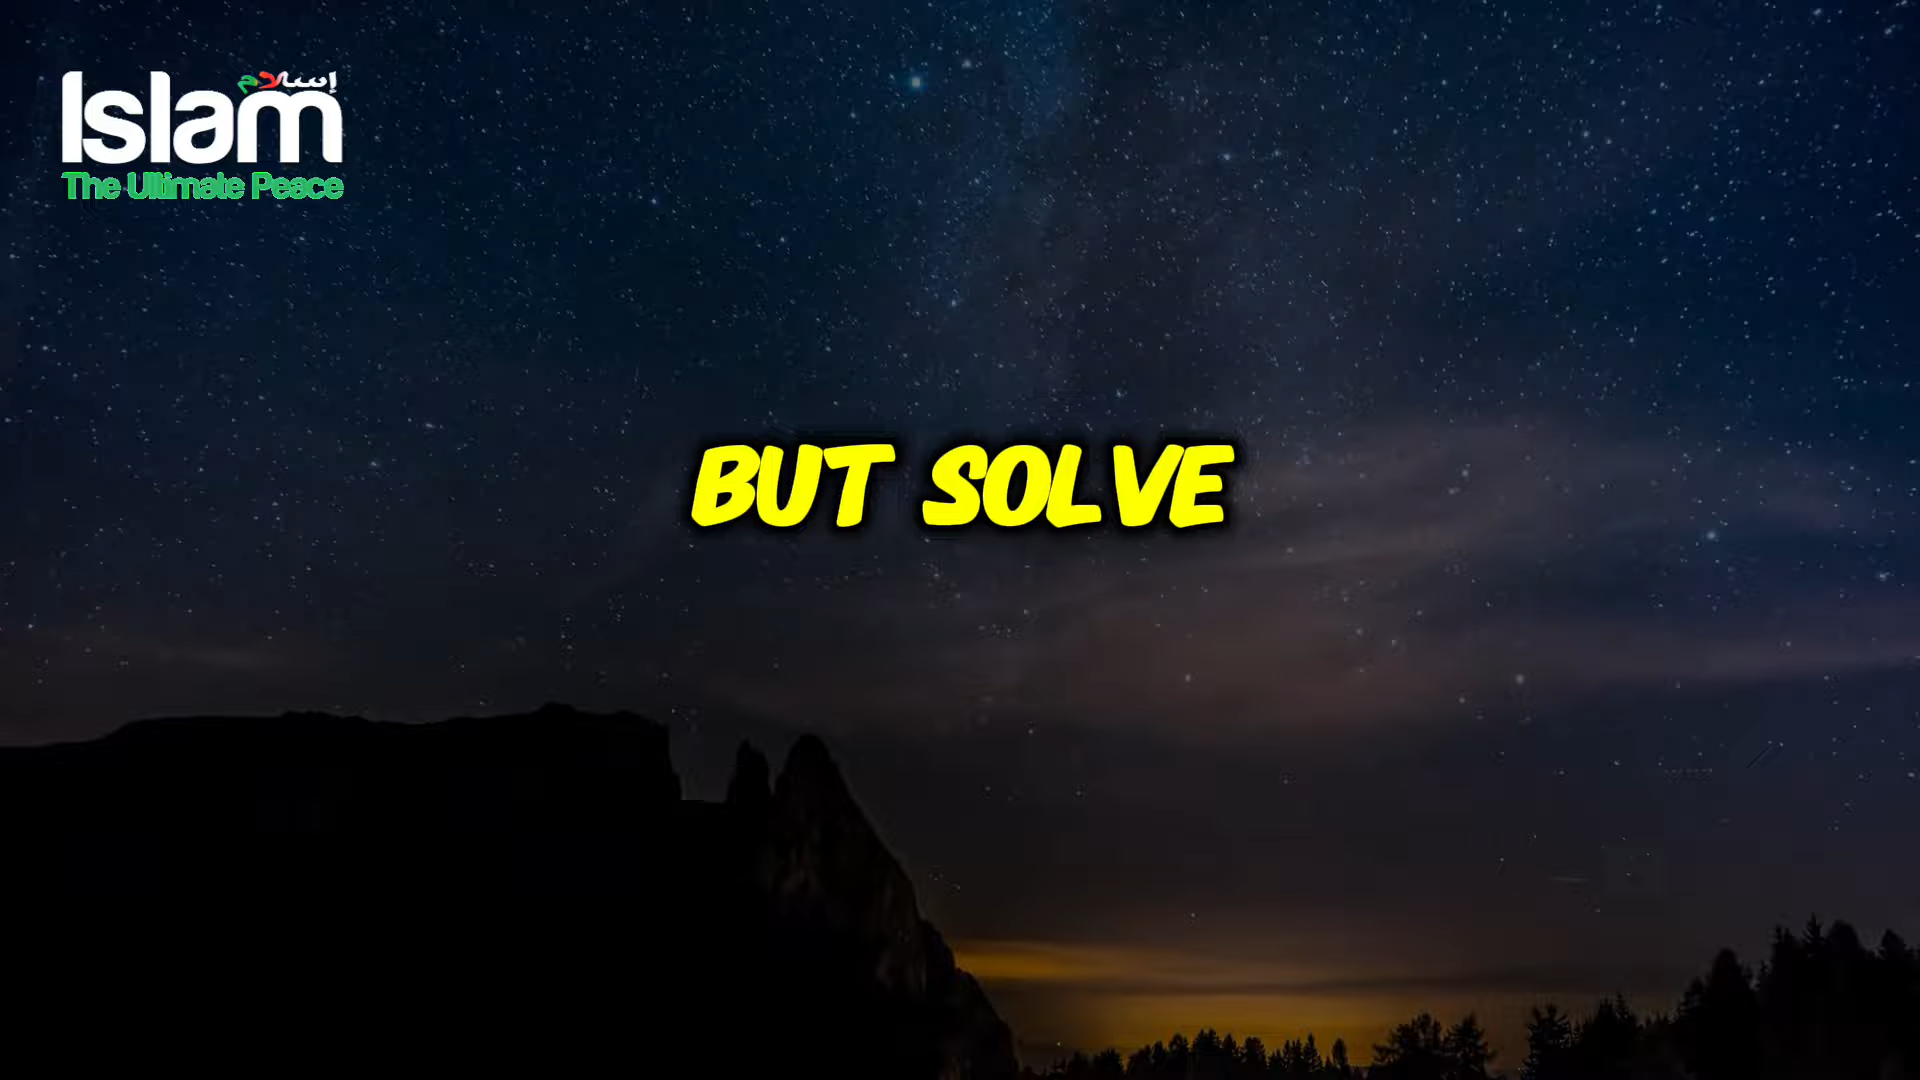 إسلام
Islam
The Ultimate Peace
BUT SOLVE